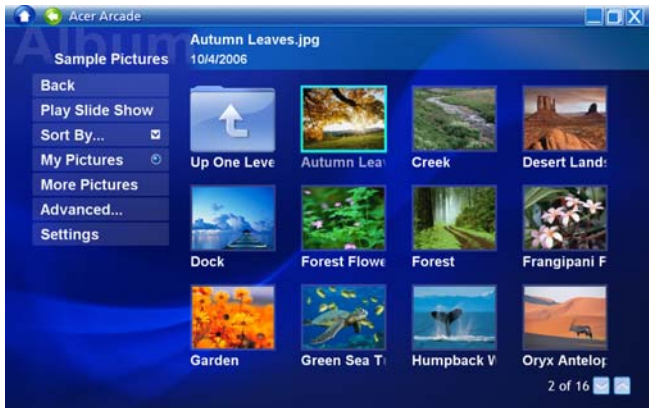 Acer Arcade
Album
Autumn Leaves.jpg
Sample Pictures
10/4/2006
Back
Play Slide Show
Sort By...
My Pictures
More Pictures
Advanced...
Settings
Up One Leve
Autumn Leav
Creek
Desert Lands
Dock
Forest Flowe
Forest
Frangipani F
Garden
Green Sea T
Humpback W
Oryx Antelop
2 of 16